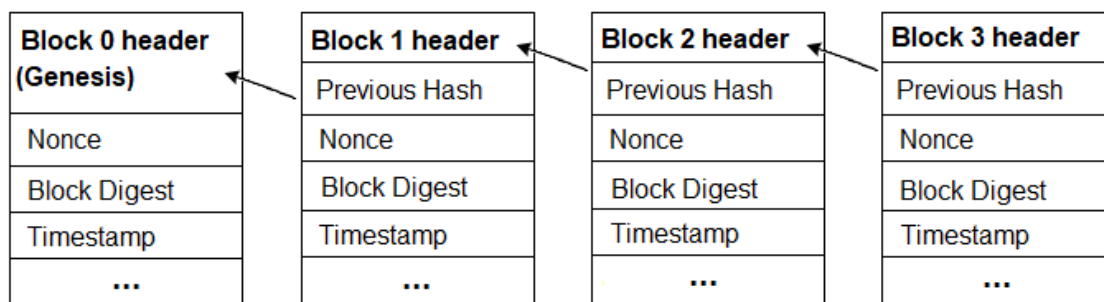 Block 0 header
(Genesis)
Nonce
Block Digest
Timestamp
...
Block 1 header
Previous Hash
Nonce
Block Digest
Timestamp
...
Block 2 header
Previous Hash
Nonce
Block Digest
Timestamp
...
Block 3 header
Previous Hash
Nonce
Block Digest
Timestamp
...